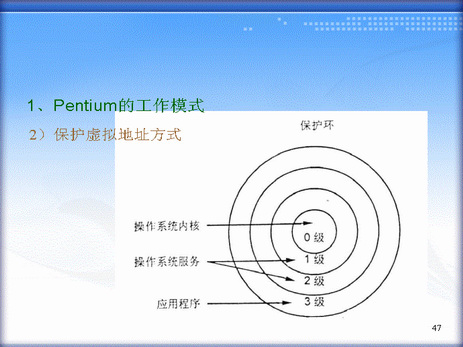 1、Pentium的工作模式
2）保护虚拟地址方式
保护环
操作系统内核
0 级
操作系统服务
1 级
2 级
应用程序
3 级
47